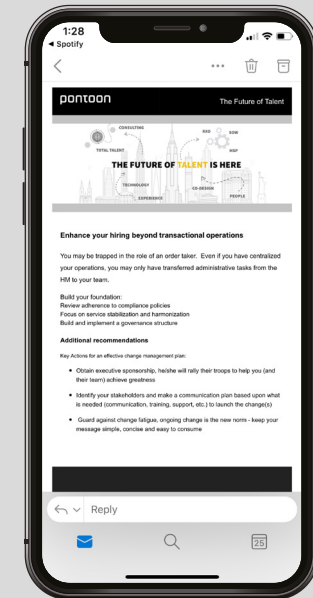 1:28
◀ Spotify
pontoon
The Future of Talent
CONSULTING
RPO
SOW
TOTAL TALENT
MSP
THE FUTURE OF TALENT IS HERE
TECHNOLOGY
CO-DESIGN
EXPERIENCE
PEOPLE
Enhance your hiring beyond transactional operations
You may be trapped in the role of an order taker.  Even if you have centralized
your operations, you may only have transferred administrative tasks from the
HM to your team.
Build your foundation:
Review adherence to compliance policies
Focus on service stabilization and harmonization
Build and implement a governance structure
Additional recommendations
Key Actions for an effective change management plan:
• Obtain executive sponsorship, he/she will rally their troops to help you (and
their team) achieve greatness
• Identify your stakeholders and make a communication plan based upon what
is needed (communication, training, support, etc.) to launch the change(s)
• Guard against change fatigue, ongoing change is the new norm - keep your
message simple, concise and easy to consume
Reply
25